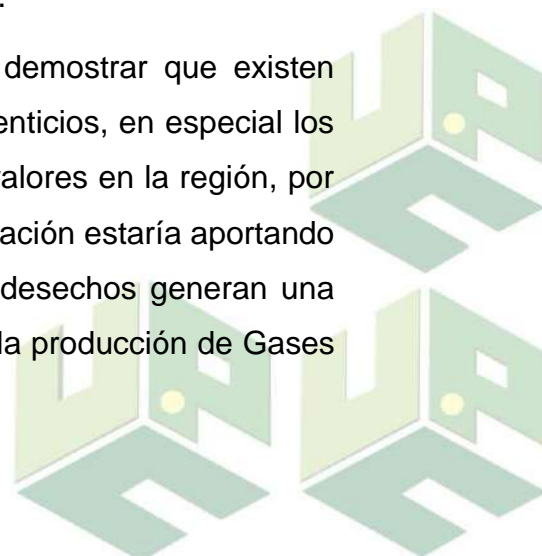 demostrar que existen
enticios, en especial los
valores en la región, por
ación estaría aportando
desechos generan una
la producción de Gases